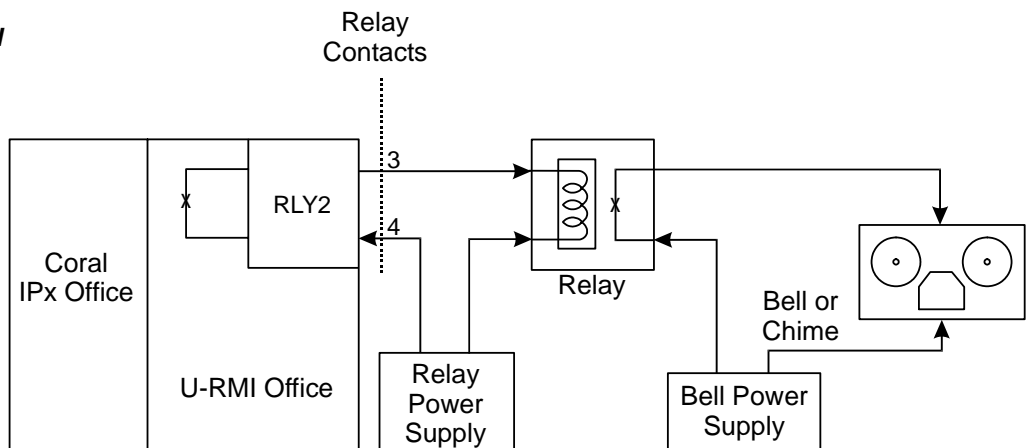 Relay
Contacts
3
RLY2
4
Coral
IPx Office
Relay
Bell or
Chime
U-RMI Office
Relay
Power
Supply
Bell Power
Supply